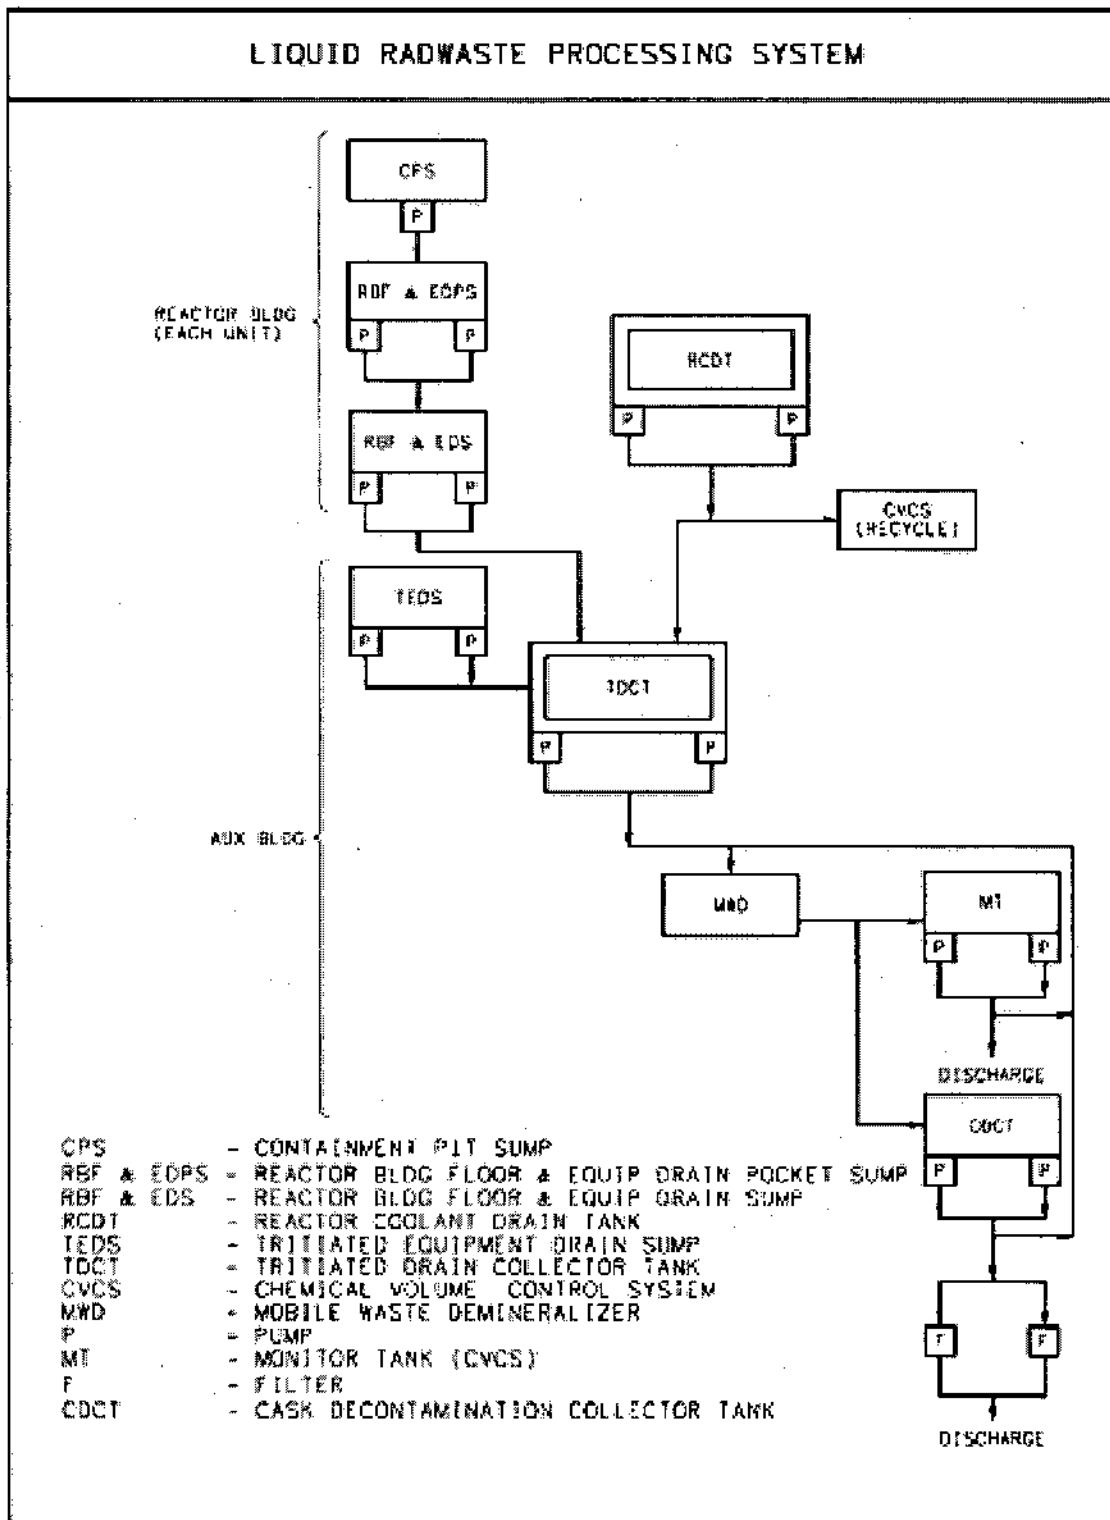 LIQUID RADWASTE PROCESSING SYSTEM
CPS
P
RBF & EDPS
P P
REACTOR BLDG
(EACH UNIT)
RCDT
P P
RBF & EDS
P P
CVCS
(RECYCLE)
TEDS
P P
TDCT
P P
AUX BLDG
MWD
MT
P P
DISCHARGE
CDCT
P P
F F
DISCHARGE
CPS - CONTAINMENT PIT SUMP
RBF & EDPS - REACTOR BLDG FLOOR & EQUIP DRAIN POCKET SUMP
RBF & EDS - REACTOR BLDG FLOOR & EQUIP DRAIN SUMP
RCDT - REACTOR COOLANT DRAIN TANK
TEDS - TRITIATED EQUIPMENT DRAIN SUMP
TDCT - TRITIATED DRAIN COLLECTOR TANK
CVCS - CHEMICAL VOLUME CONTROL SYSTEM
MWD - MOBILE WASTE DEMINERALIZER
P - PUMP
MT - MONITOR TANK (CVCS)
F - FILTER
CDCT - CASK DECONTAMINATION COLLECTOR TANK